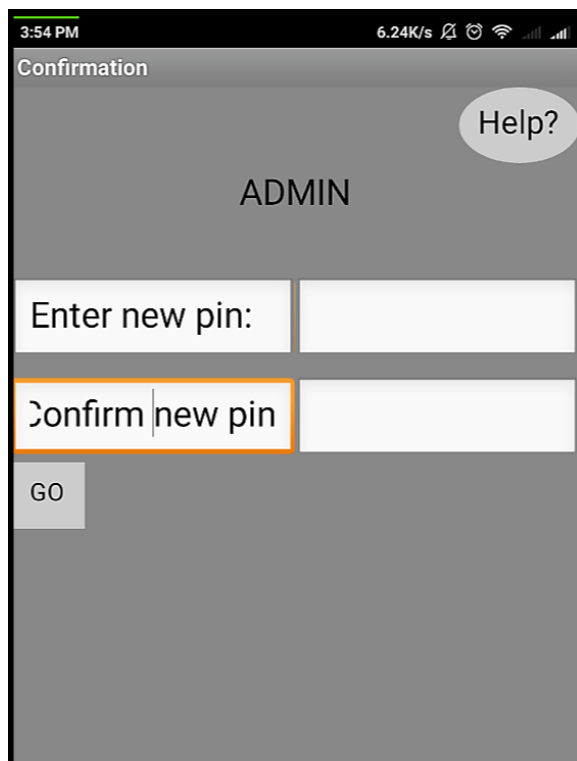 3:54 PM 6.24K/s
Confirmation
Help?
ADMIN
Enter new pin:
Confirm new pin
GO